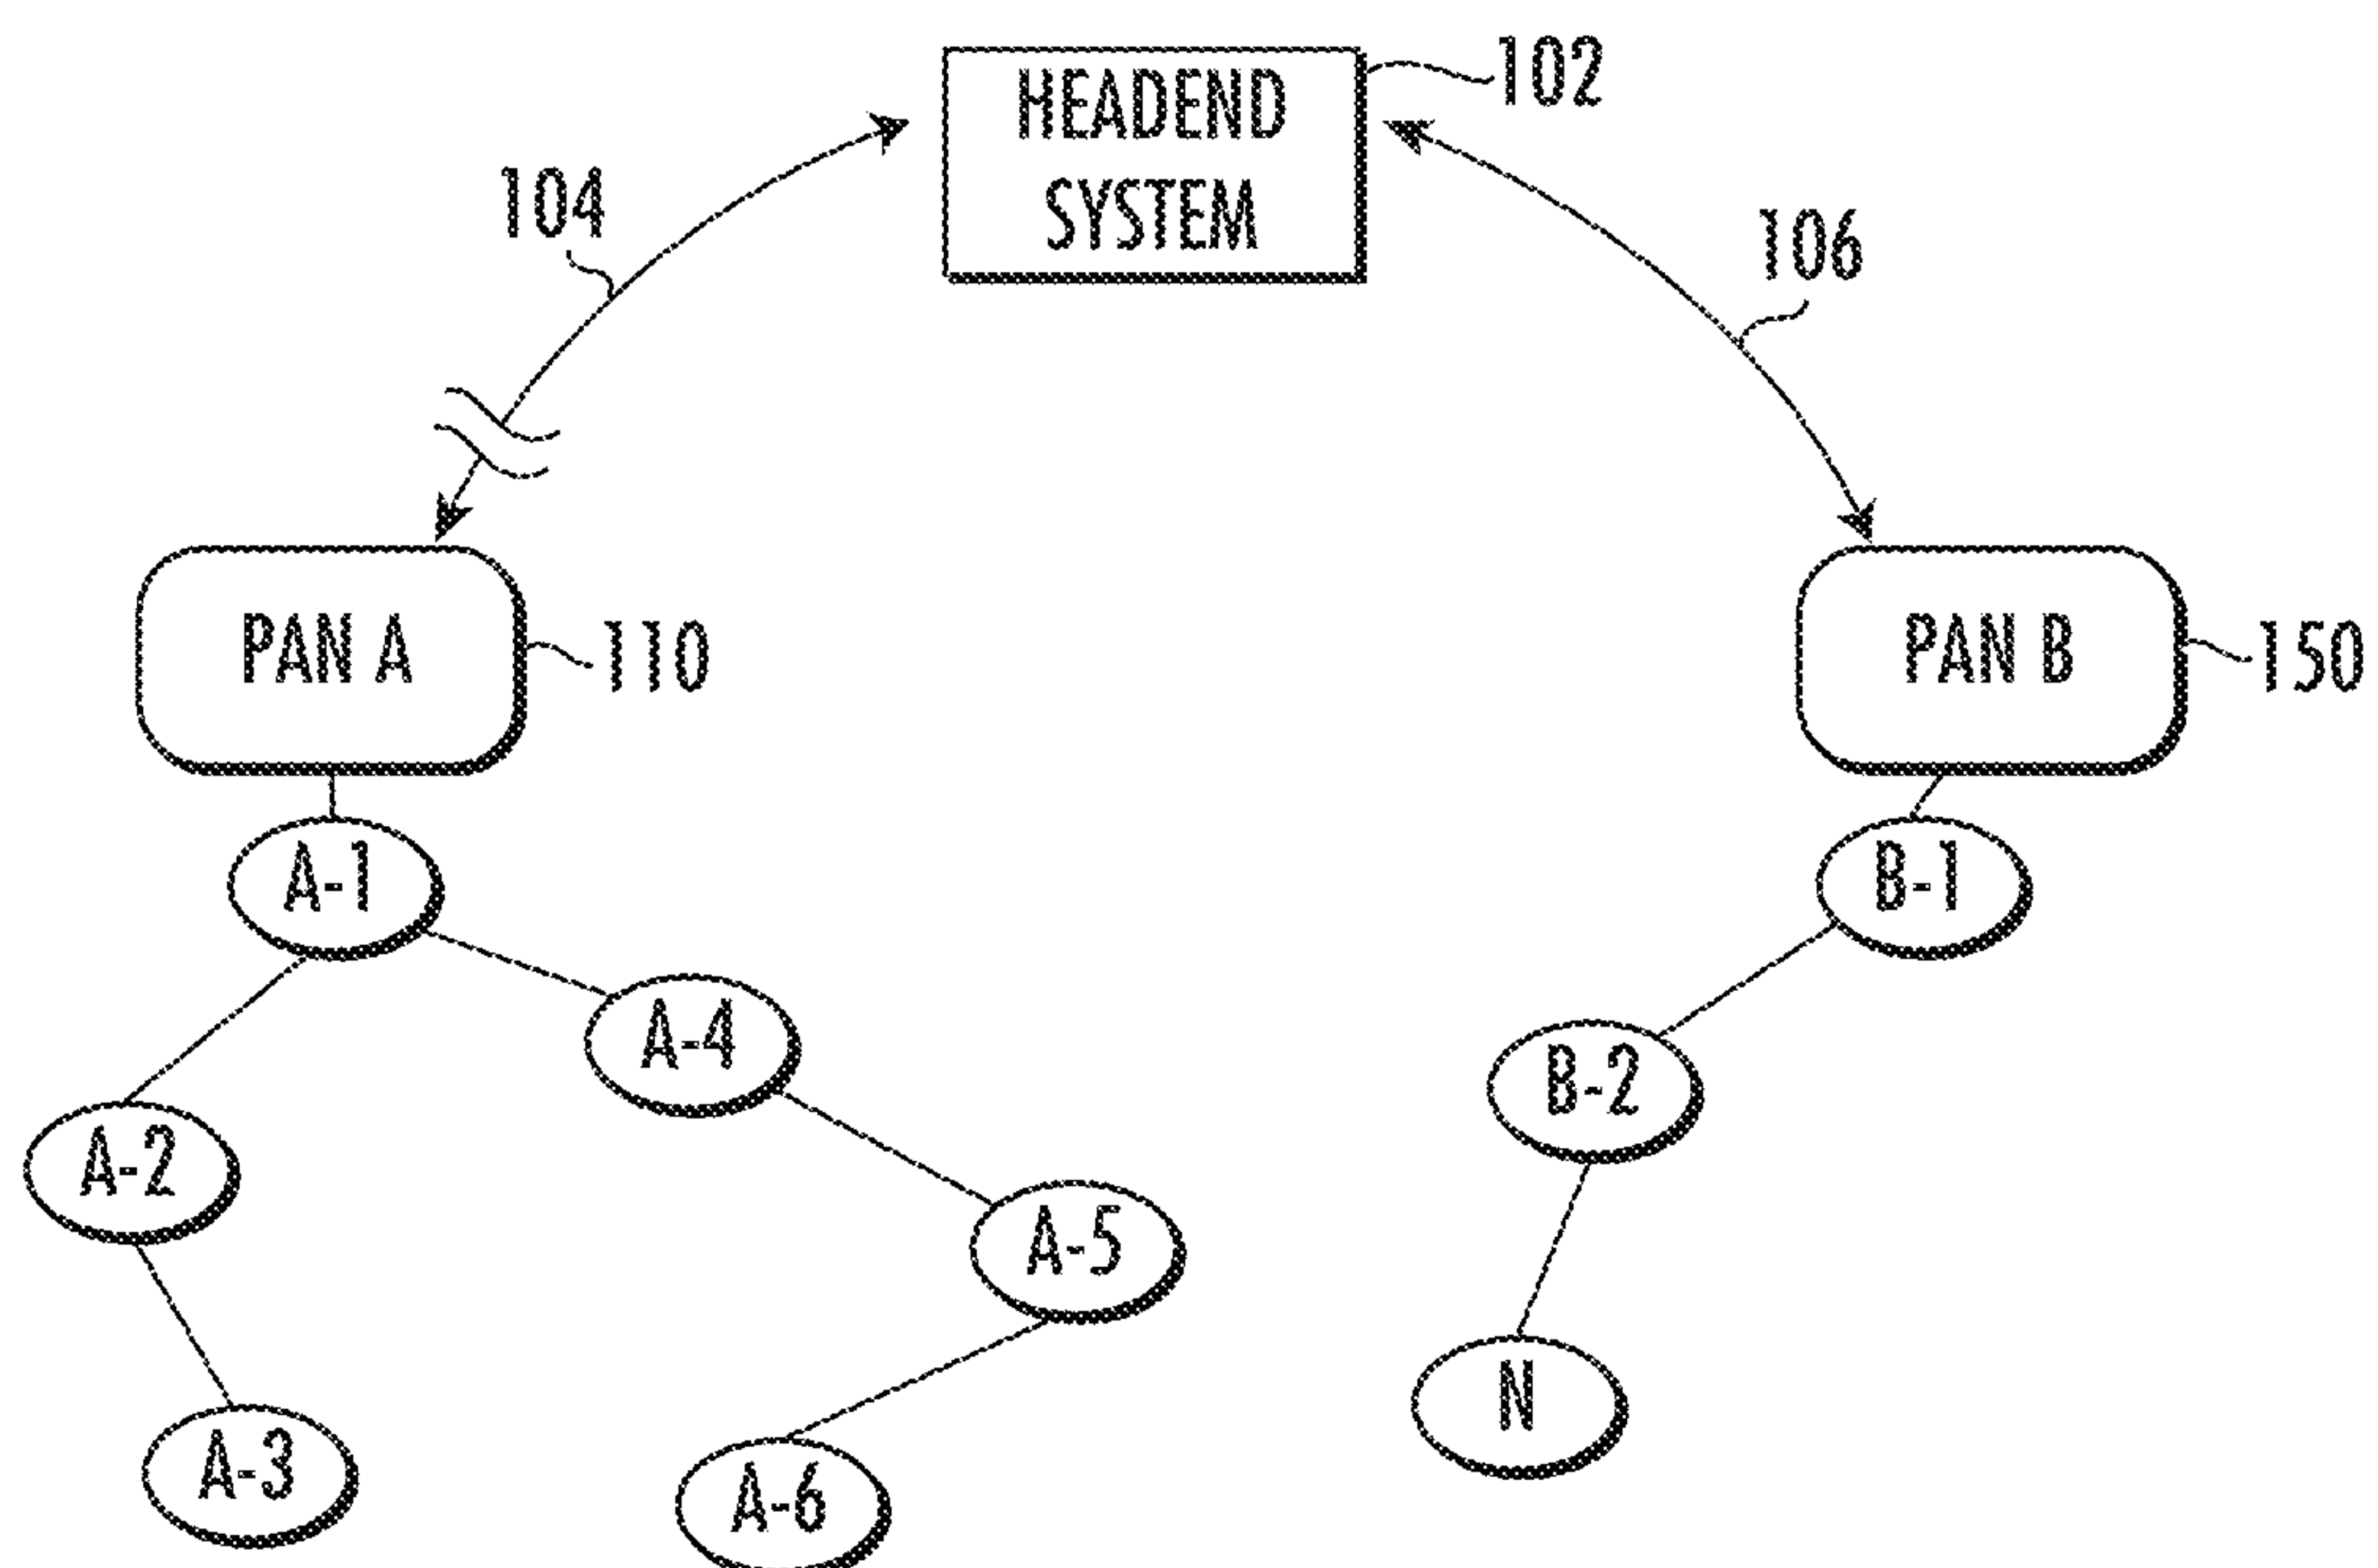 HEADEND
SYSTEM
102
104
106
PAN A
110
PAN B
150
A-1
B-1
A-4
B-2
A-2
A-5
N
A-3
A-6